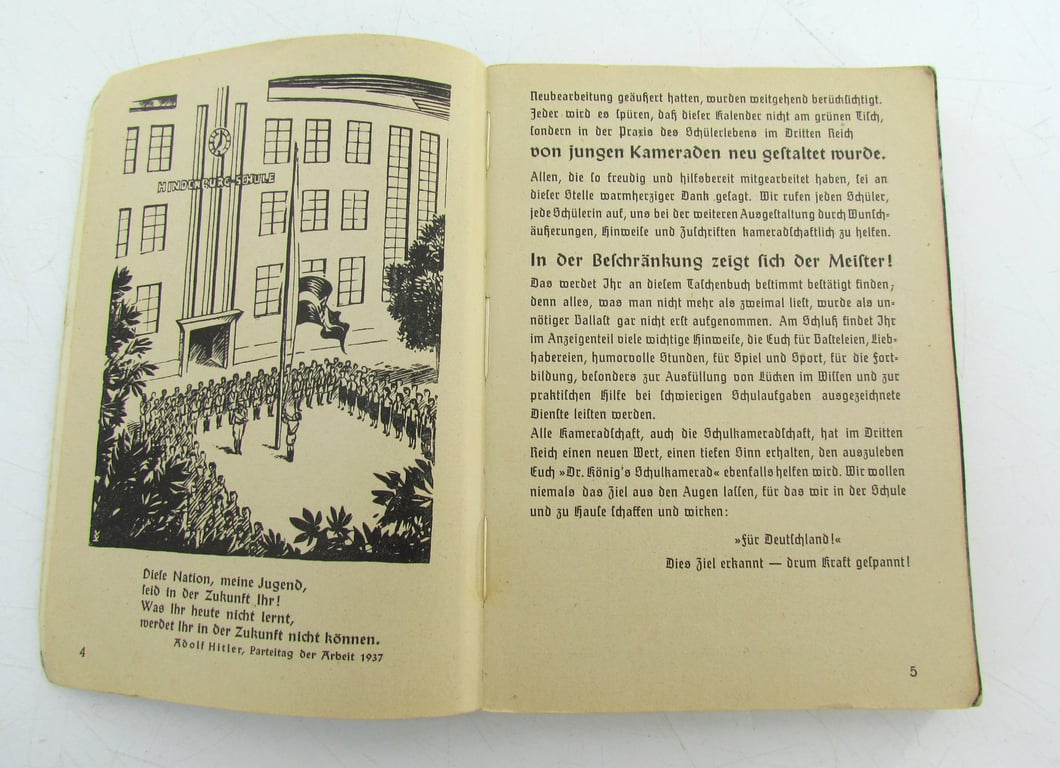 HINDENBURG-SCHULE
Diese Nation, meine Jugend,
seid in der Zukunft Ihr!
Was Ihr heute nicht lernt,
werdet Ihr in der Zukunft nicht können.
Adolf Hitler, Parteitag der Arbeit 1937
4
Neubearbeitung geäußert hatten, wurden weitgehend berücksichtigt.
Jeder wird es spüren, daß dieser Kalender nicht am grünen Tisch,
sondern in der Praxis des Schülerlebens im Dritten Reich
von jungen Kameraden neu gestaltet wurde.
Allen, die so freudig und hilfsbereit mitgearbeitet haben, sei an
dieser Stelle warmherziger Dank gesagt. Wir rufen jeden Schüler,
jede Schülerin auf, uns bei der weiteren Ausgestaltung durch Wunsch-
äußerungen, Hinweise und Zuschriften kameradschaftlich zu helfen.
In der Beschränkung zeigt sich der Meister!
Das werdet Ihr an diesem Taschenbuch bestimmt bestätigt finden;
denn alles, was man nicht mehr als zweimal liest, wurde als un-
nötiger Ballast gar nicht erst aufgenommen. Am Schluß findet Ihr
im Anzeigenteil viele wichtige Hinweise, die Euch für Basteleien, Lieb-
habereien, humorvolle Stunden, für Spiel und Sport, für die Fort-
bildung, besonders zur Ausfüllung von Lücken im Wissen und zur
praktischen Hilfe bei schwierigen Schulaufgaben ausgezeichnete
Dienste leisten werden.
Alle Kameradschaft, auch die Schulkameradschaft, hat im Dritten
Reich einen neuen Wert, einen tiefen Sinn erhalten, den auszuleben
Euch »Dr. König's Schulkamerad« ebenfalls helfen wird. Wir wollen
niemals das Ziel aus den Augen lassen, für das wir in der Schule
und zu Hause schaffen und wirken:
»Für Deutschland!«
Dies Ziel erkannt — drum Kraft gespannt!
5